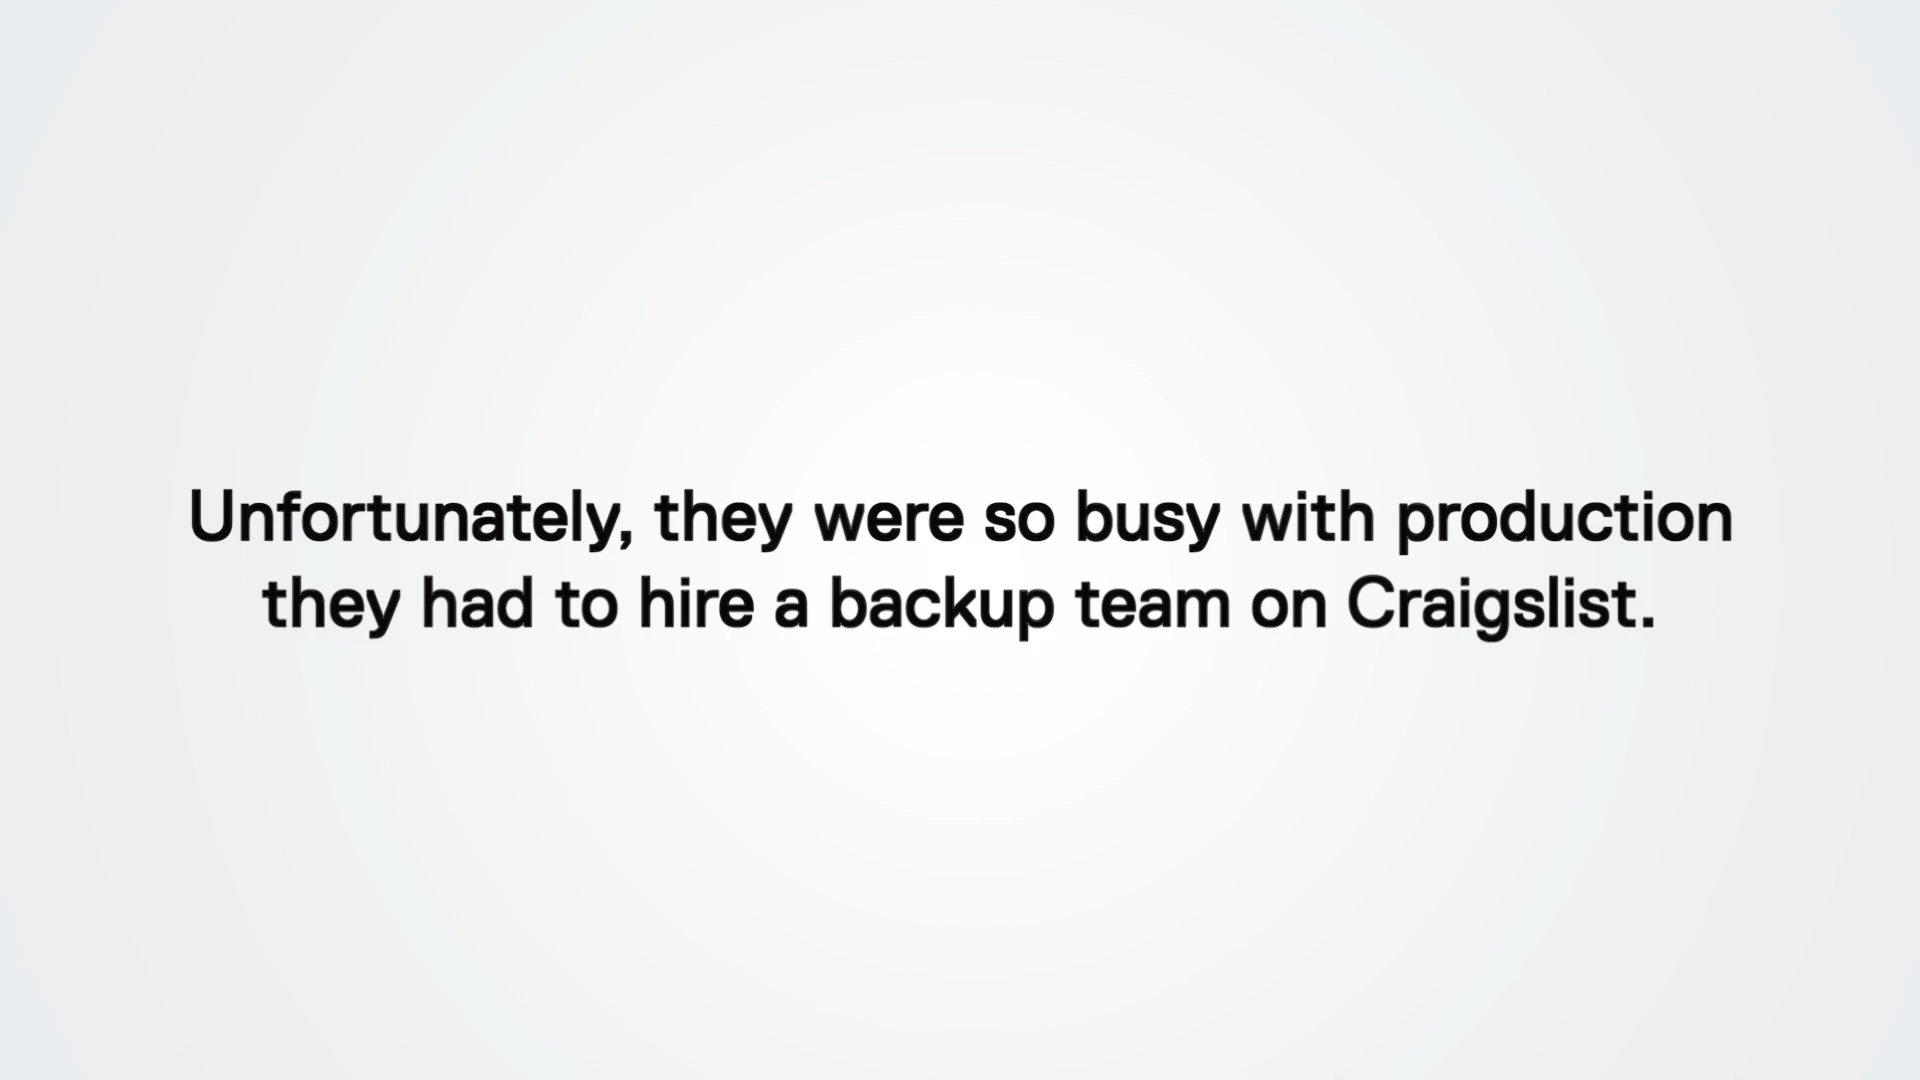 Unfortunately, they were so busy with production
they had to hire a backup team on Craigslist.